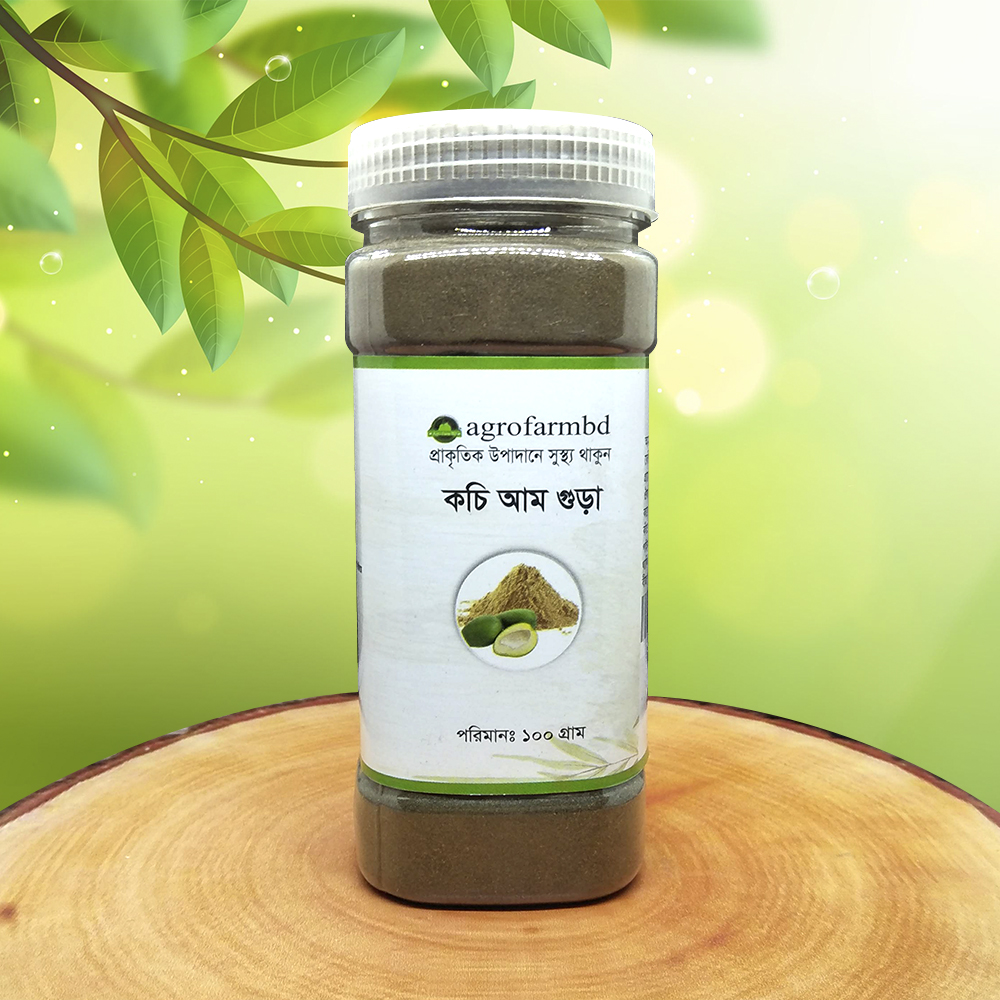 agrofarmbd
প্রাকৃতিক উপাদানে সুস্থ্য থাকুন
কচি আম গুড়া
পরিমানঃ ১০০ গ্রাম